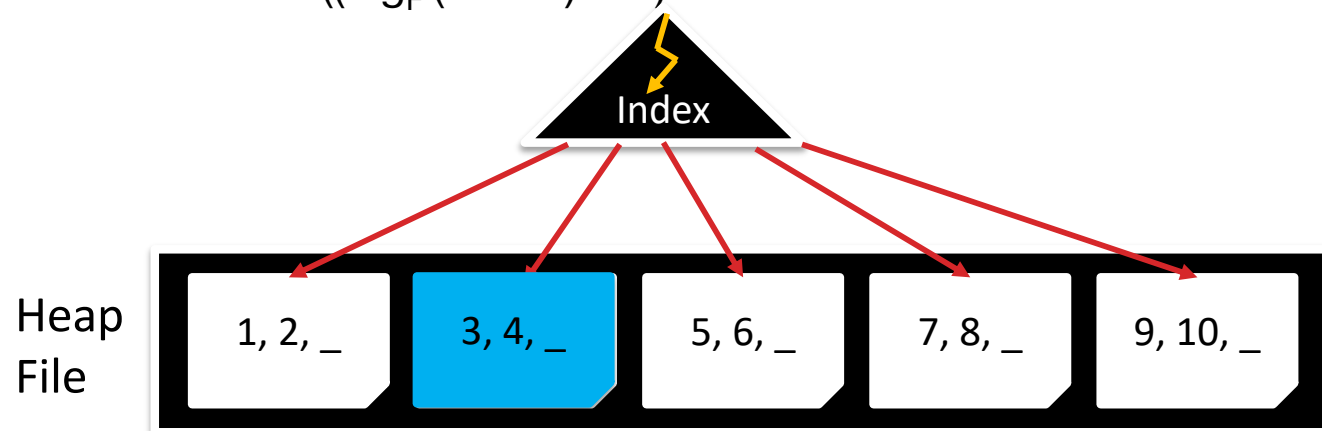 Index
Heap
File
1, 2, _
3, 4, _
5, 6, _
7, 8, _
9, 10, _